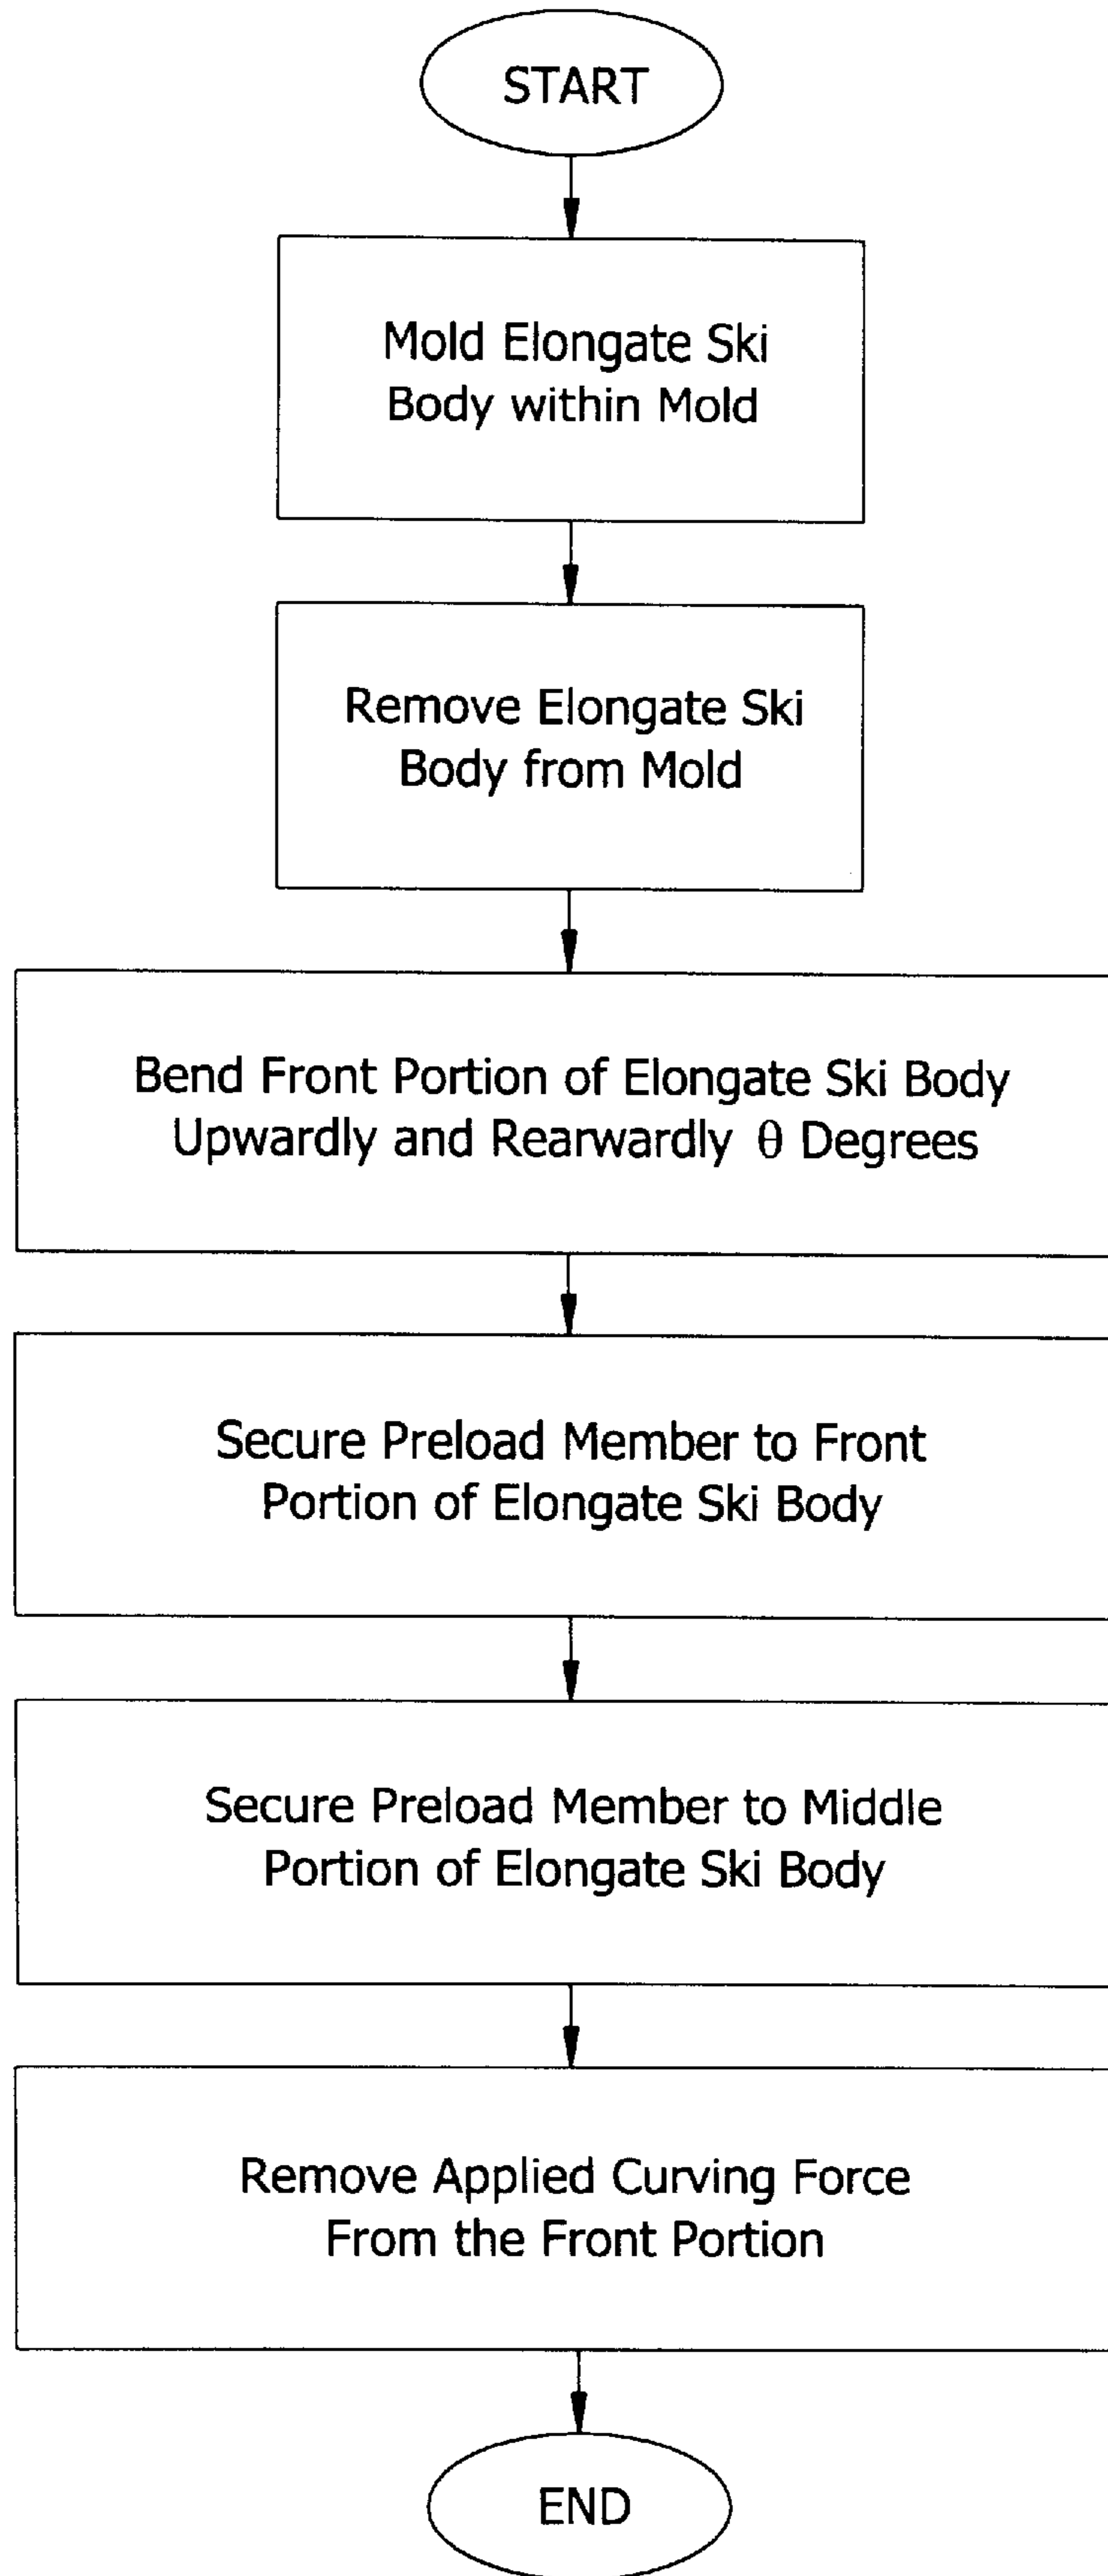 START
Mold Elongate Ski
Body within Mold
Remove Elongate Ski
Body from Mold
Bend Front Portion of Elongate Ski Body
Upwardly and Rearwardly θ Degrees
Secure Preload Member to Front
Portion of Elongate Ski Body
Secure Preload Member to Middle
Portion of Elongate Ski Body
Remove Applied Curving Force
From the Front Portion
END